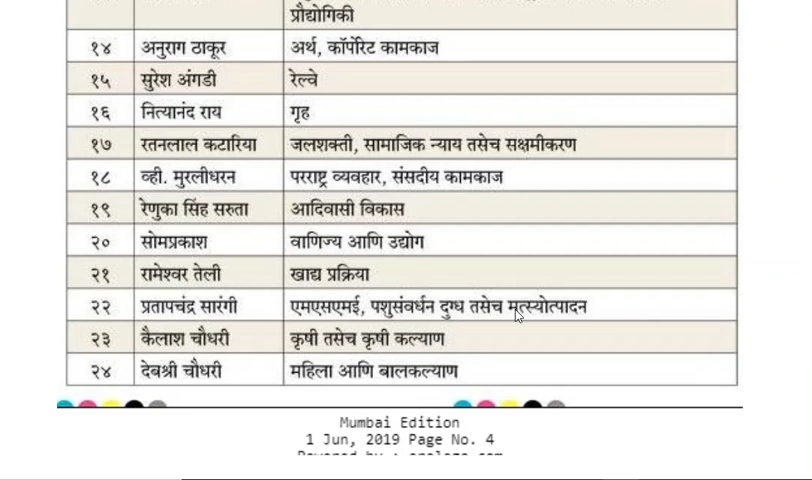 प्रौद्योगिकी
१४ अनुराग ठाकूर अर्थ, कॉर्पोरेट कामकाज
१५ सुरेश अंगडी रेल्वे
१६ नित्यानंद राय गृह
१७ रतनलाल कटारिया जलशक्ती, सामाजिक न्याय तसेच सक्षमीकरण
१८ व्ही. मुरलीधरन परराष्ट्र व्यवहार, संसदीय कामकाज
१९ रेणुका सिंह सरुता आदिवासी विकास
२० सोमप्रकाश वाणिज्य आणि उद्योग
२१ रामेश्वर तेली खाद्य प्रक्रिया
२२ प्रतापचंद्र सारंगी एमएसएमई, पशुसंवर्धन दुग्ध तसेच मत्स्योत्पादन
२३ कैलाश चौधरी कृषी तसेच कृषी कल्याण
२४ देबश्री चौधरी महिला आणि बालकल्याण
Mumbai Edition
1 Jun, 2019 Page No. 4